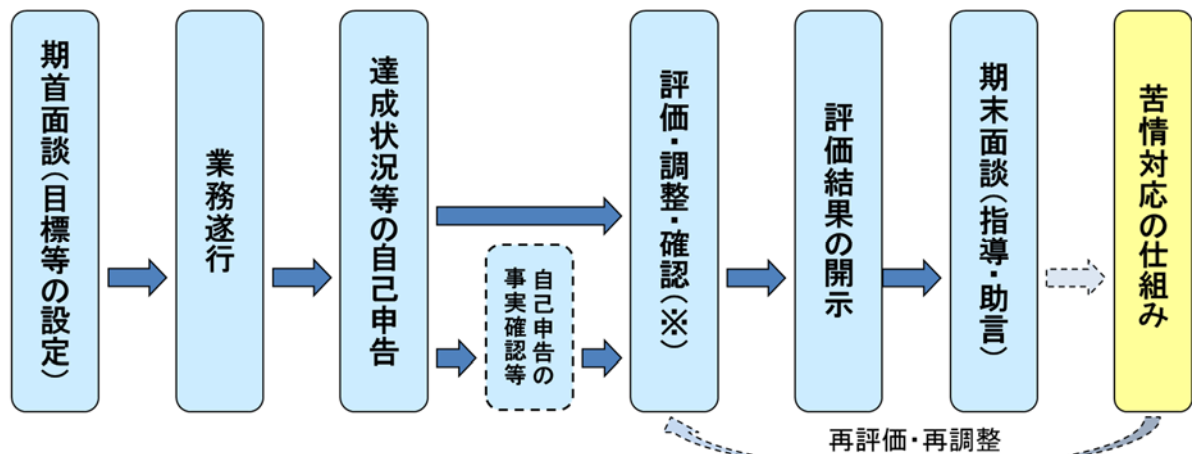 期首面談(目標等の設定)
業務遂行
達成状況等の自己申告
自己申告の
事実確認等
評価・調整・確認(※)
評価結果の開示
期末面談(指導・助言)
苦情対応の仕組み
再評価・再調整